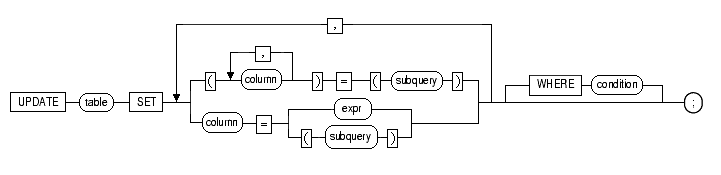 ,
,
( column ) = ( subquery )
WHERE condition
UPDATE table SET ;
expr
column =
( subquery )